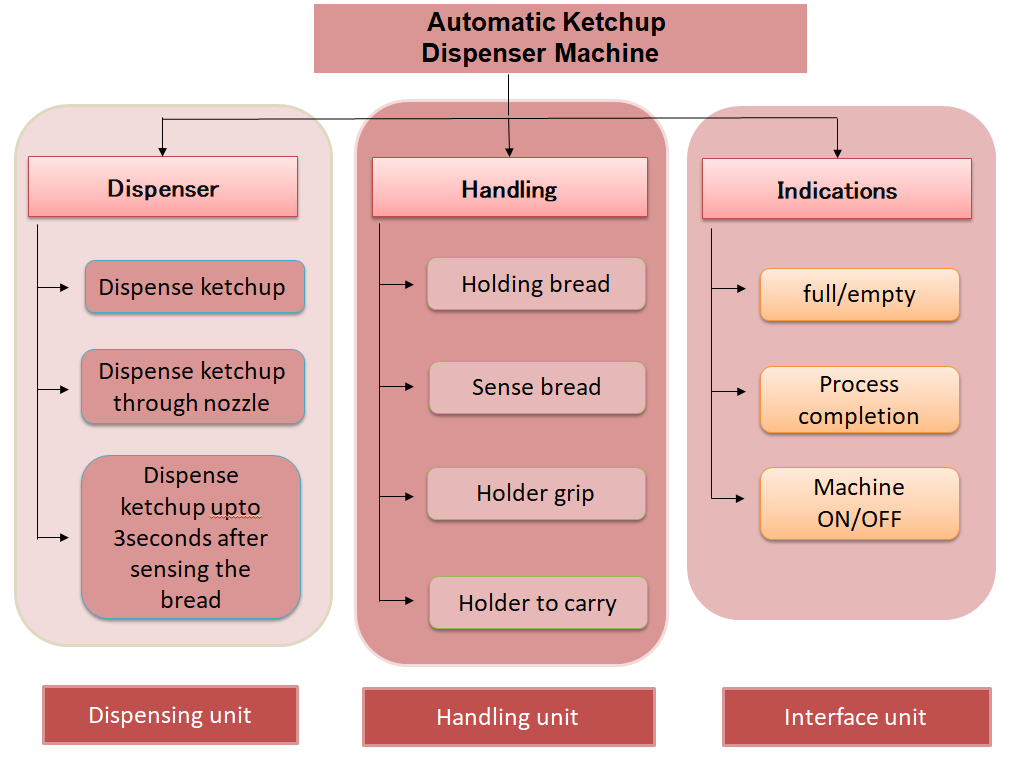 Automatic Ketchup
Dispenser Machine
Dispenser
Dispense ketchup
Dispense ketchup
through nozzle
Dispense
ketchup upto
3seconds after
sensing the
bread
Dispensing unit
Handling
Holding bread
Sense bread
Holder grip
Holder to carry
Handling unit
Indications
full/empty
Process
completion
Machine
ON/OFF
Interface unit